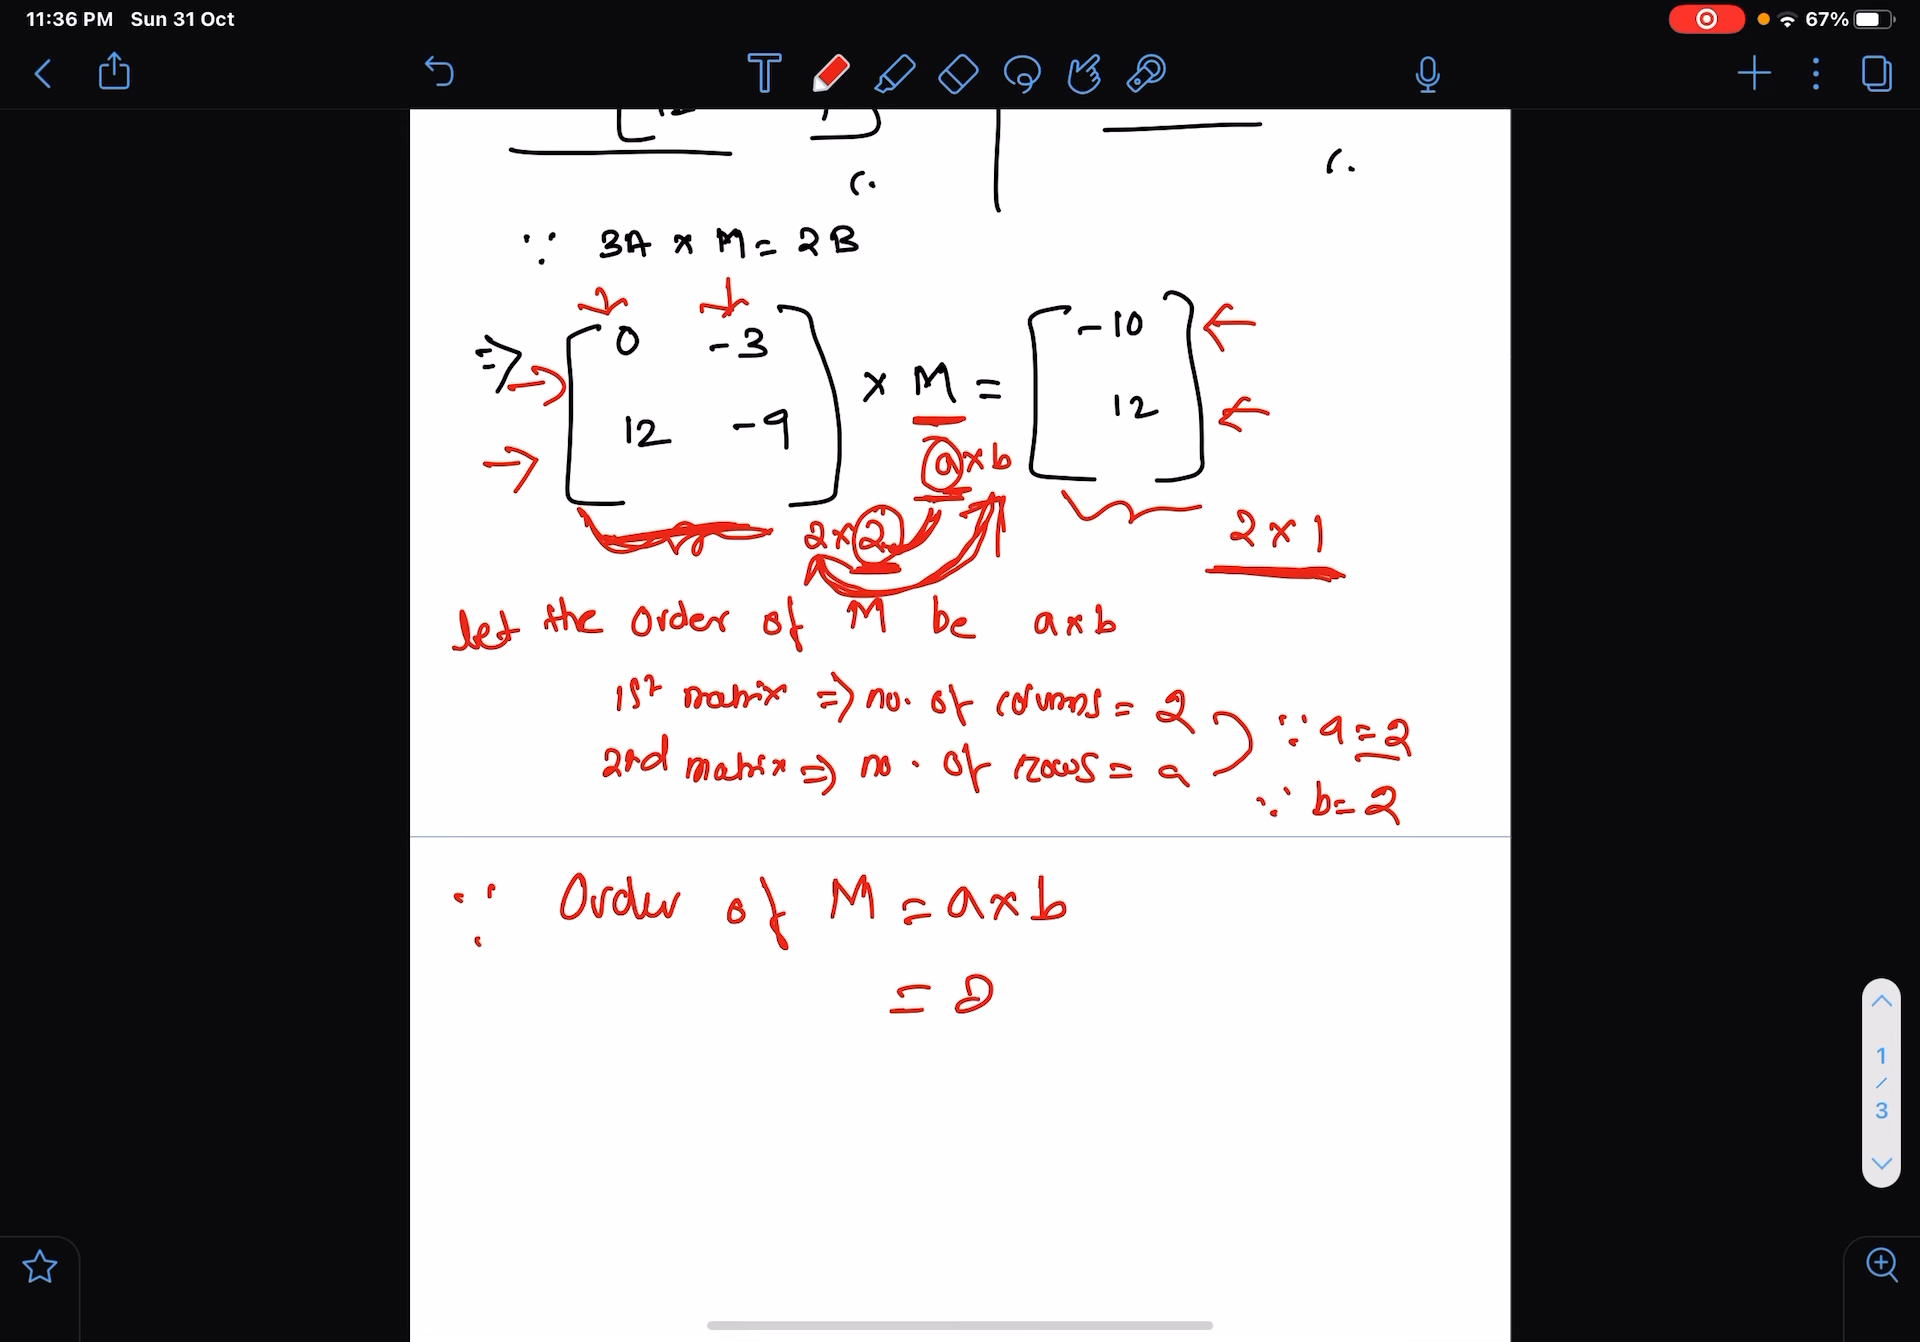 11:36 PM Sun 31 Oct 67%
∵ 3A × M = 2B
⇒ [0 -3 × M = [-10
12 -9] 12]
a×b
2×2 2×1
let the order of M be a×b
1st matrix ⇒ no. of columns = 2
2nd matrix ⇒ no. of rows = a
∵ a=2
∵ b=2
∵ Order of M = a×b
= 2
1
/
3